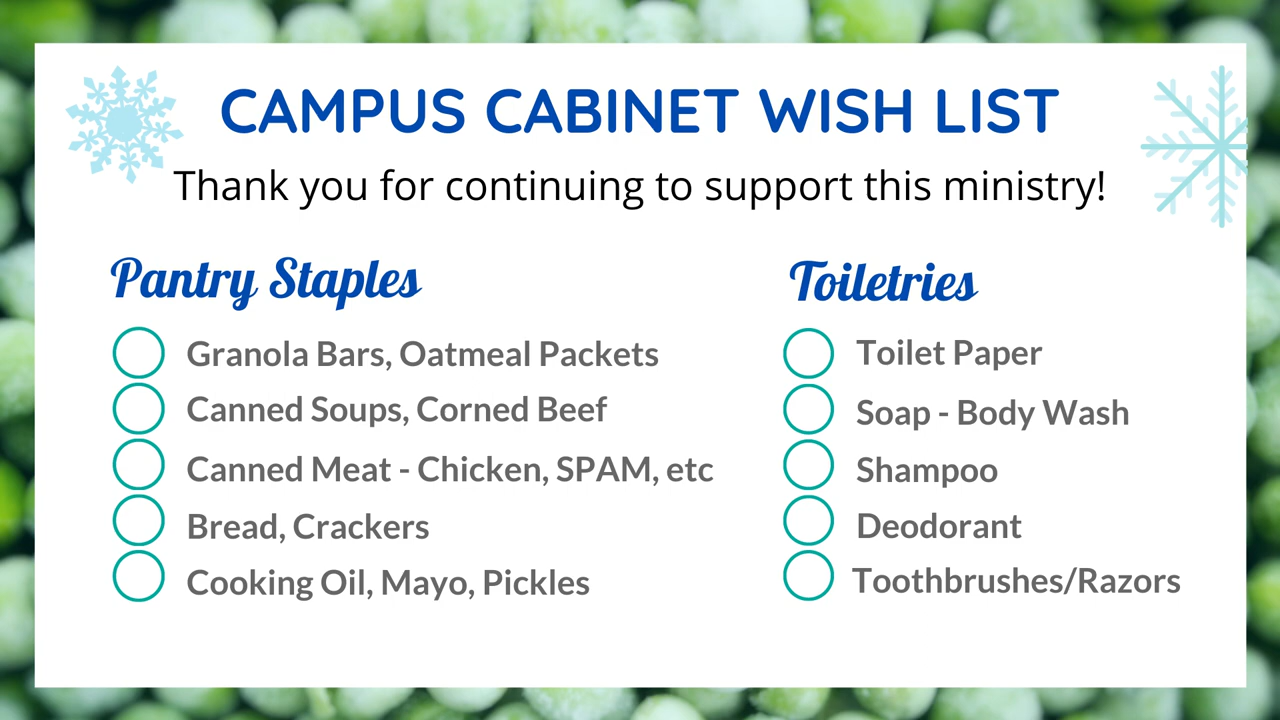 CAMPUS CABINET WISH LIST
Thank you for continuing to support this ministry!
Pantry Staples
Granola Bars, Oatmeal Packets
Canned Soups, Corned Beef
Canned Meat - Chicken, SPAM, etc
Bread, Crackers
Cooking Oil, Mayo, Pickles
Toiletries
Toilet Paper
Soap - Body Wash
Shampoo
Deodorant
Toothbrushes/Razors